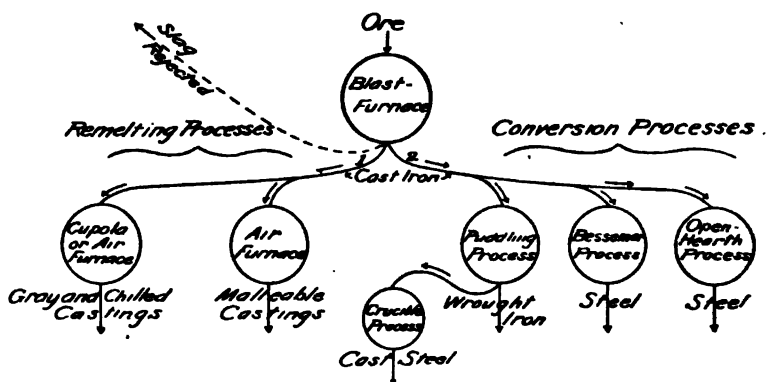 Ore
Slag
Rejected
Blast-
Furnace
Remelting Processes
Conversion Processes.
1 2
Cast Iron
Cupola
or Air
Furnace
Air
Furnace
Puddling
Process
Bessemer
Process
Open-
Hearth
Process
Gray and Chilled
Castings
Malleable
Castings
Crucible
Process
Wrought
Iron
Steel
Steel
Cast Steel